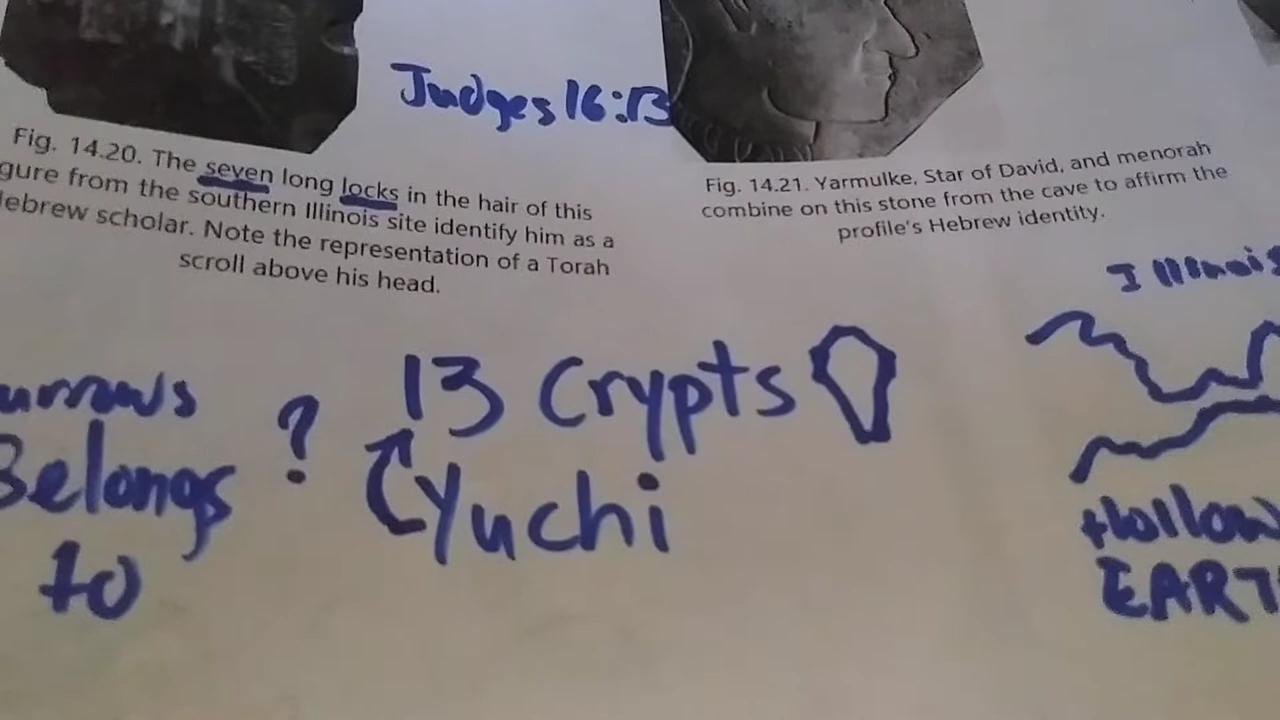 Judges 16:13
Fig. 14.20. The seven long locks in the hair of this
gure from the southern Illinois site identify him as a
Hebrew scholar. Note the representation of a Torah
scroll above his head.
Fig. 14.21. Yarmulke, Star of David, and menorah
combine on this stone from the cave to affirm the
profile's Hebrew identity.
Illinois
Belongs
to
?
13 Crypts
Yuchi
Hollow
EART